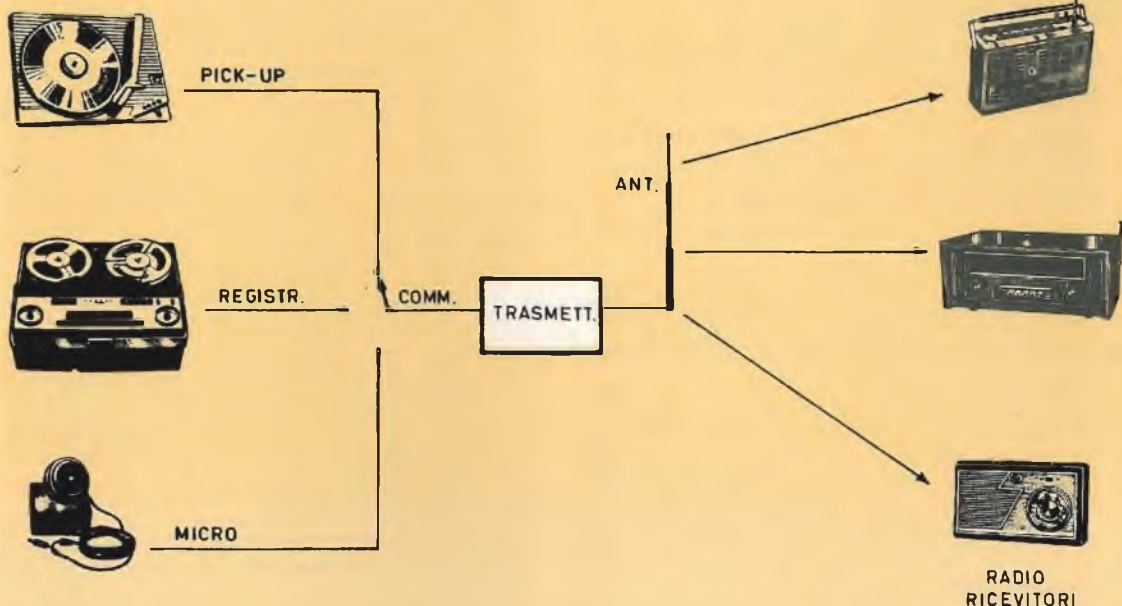 PICK-UP
ANT.
REGISTR.
COMM.
TRASMETT.
MICRO
RADIO
RICEVITORI